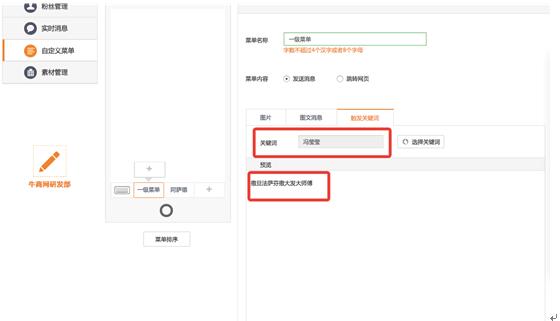 粉丝管理
实时消息
自定义菜单
素材管理
牛商网研发部
一级菜单
阿萨德
菜单排序
菜单名称
一级菜单
字数不超过4个汉字或者8个字母
菜单内容
发送消息
跳转网页
图片
图文消息
触发关键词
关键词
冯莹莹
选择关键词
预览
撒旦法萨芬撒大发大师傅